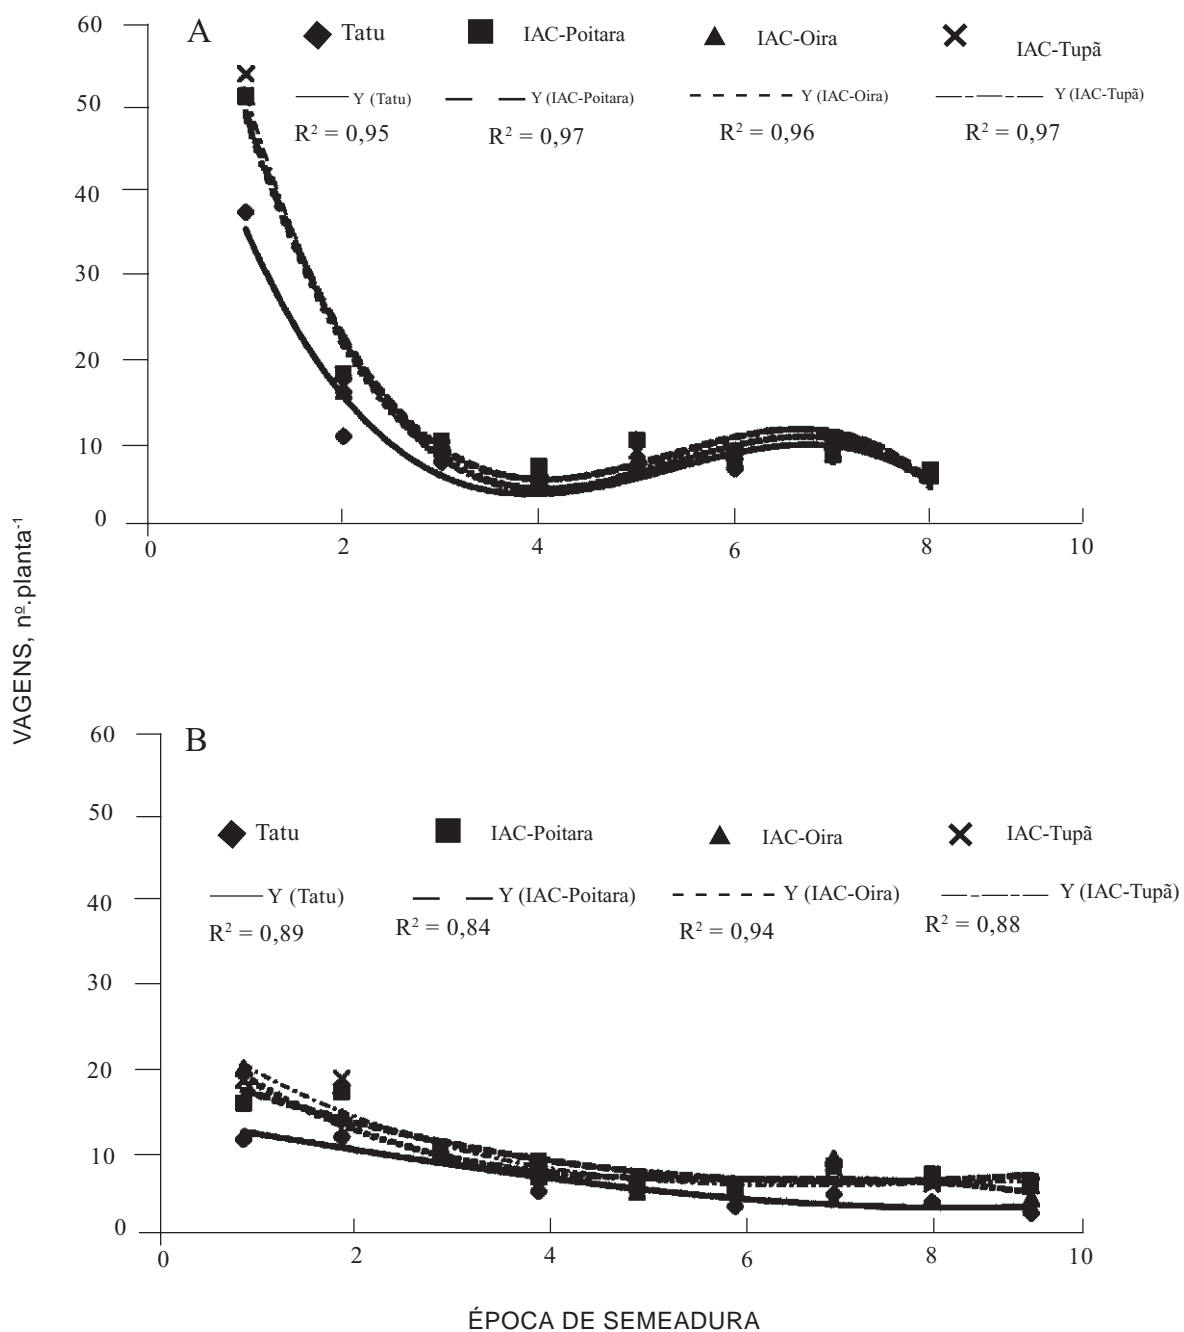 60
A
Tatu
IAC-Poitara
IAC-Oira
IAC-Tupã
Y (Tatu)
Y (IAC-Poitara)
Y (IAC-Oira)
Y (IAC-Tupã)
R² = 0,95
R² = 0,97
R² = 0,96
R² = 0,97
50
40
30
20
10
0
0
2
4
6
8
10
VAGENS, nº.planta⁻¹
60
B
50
Tatu
IAC-Poitara
IAC-Oira
IAC-Tupã
Y (Tatu)
Y (IAC-Poitara)
Y (IAC-Oira)
Y (IAC-Tupã)
R² = 0,89
R² = 0,84
R² = 0,94
R² = 0,88
40
30
20
10
0
0
2
4
6
8
10
ÉPOCA DE SEMEADURA